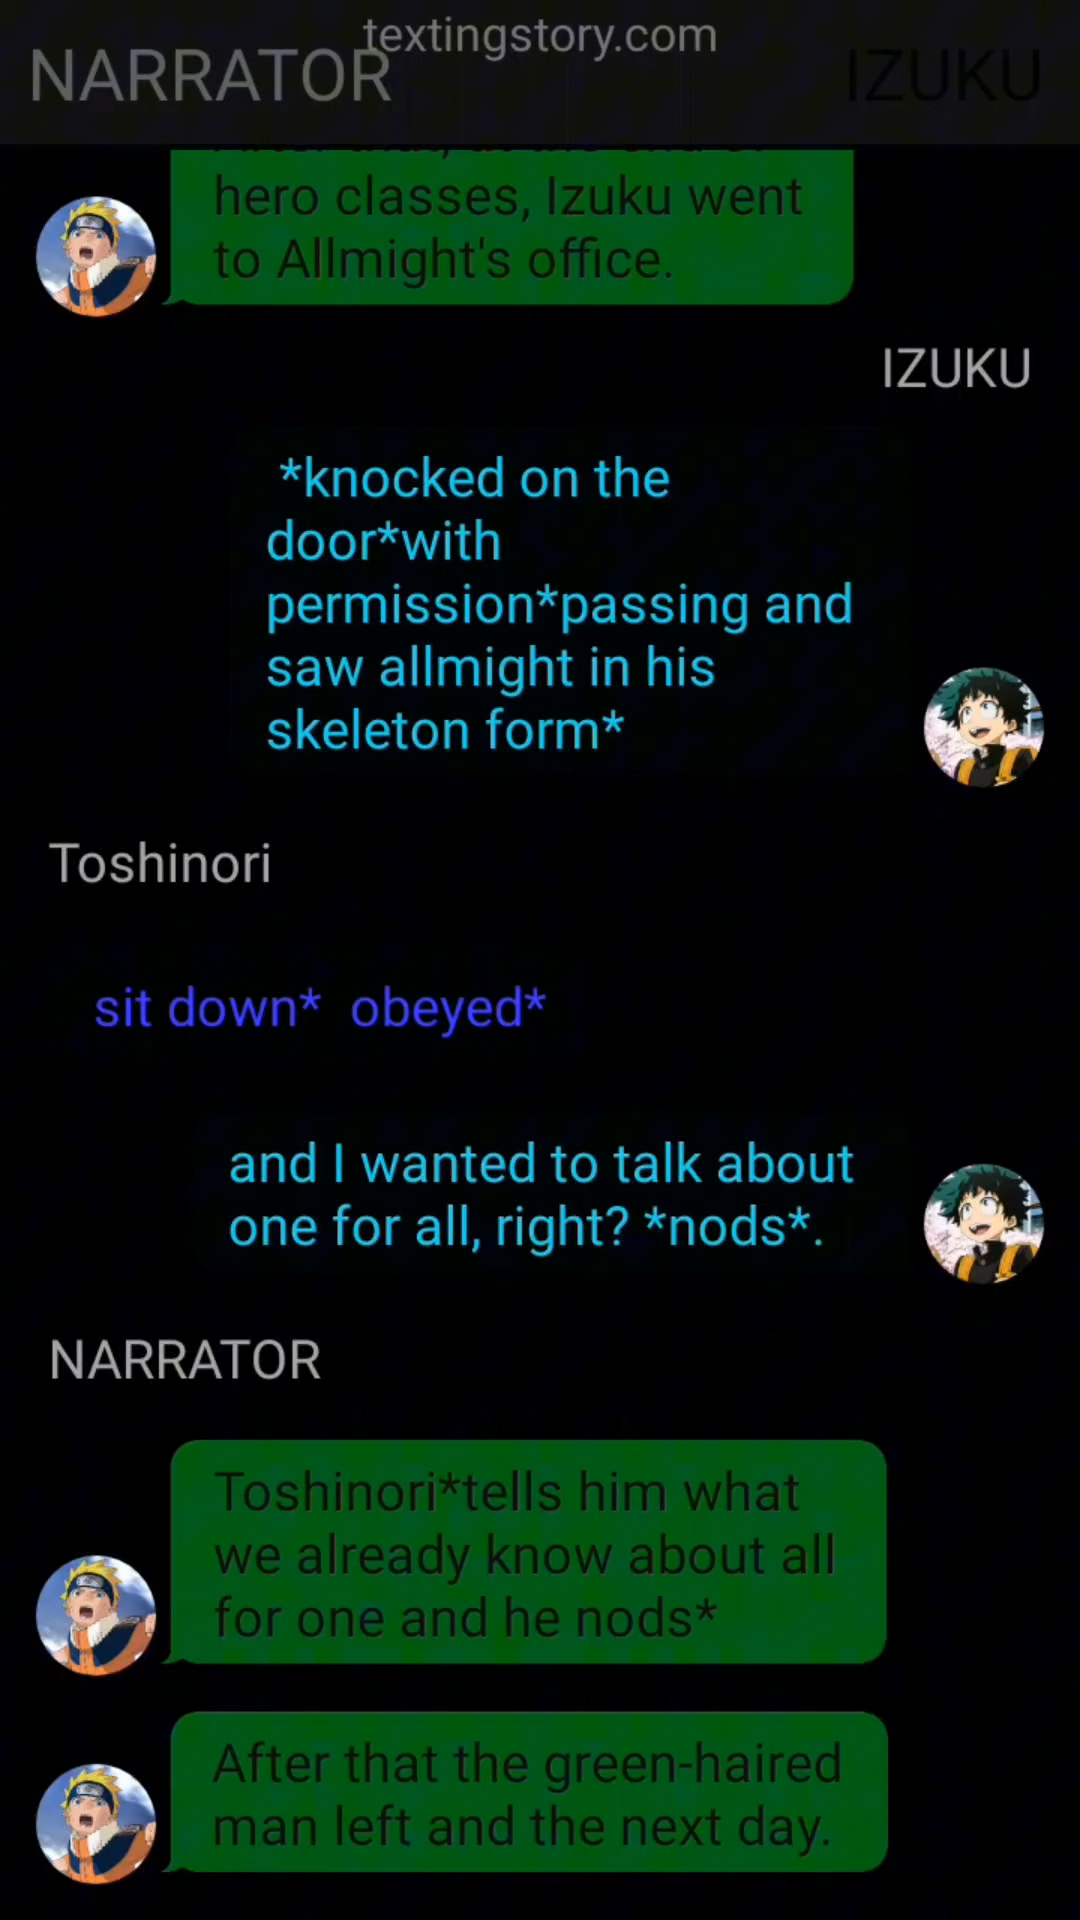 textingstory.com
NARRATOR
IZUKU
hero classes, Izuku went
to Allmight's office.
IZUKU
*knocked on the
door*with
permission*passing and
saw allmight in his
skeleton form*
Toshinori
sit down*  obeyed*
and I wanted to talk about
one for all, right? *nods*.
NARRATOR
Toshinori*tells him what
we already know about all
for one and he nods*
After that the green-haired
man left and the next day.